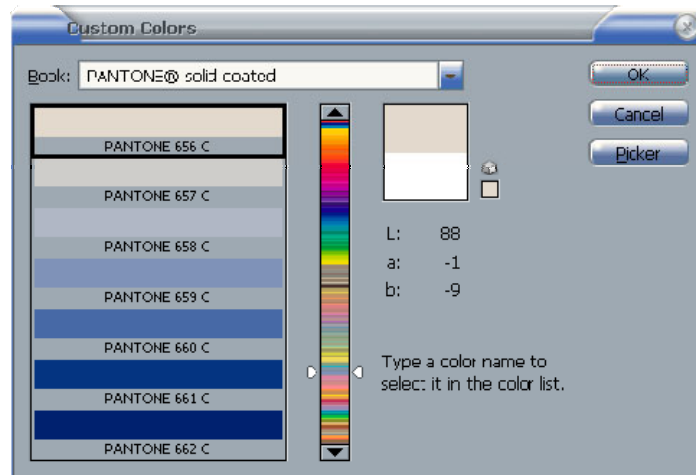 Custom Colors
Book: PANTONE® solid coated
OK
Cancel
Picker
PANTONE 656 C
PANTONE 657 C
PANTONE 658 C
PANTONE 659 C
PANTONE 660 C
PANTONE 661 C
PANTONE 662 C
L: 88
a: -1
b: -9
Type a color name to
select it in the color list.